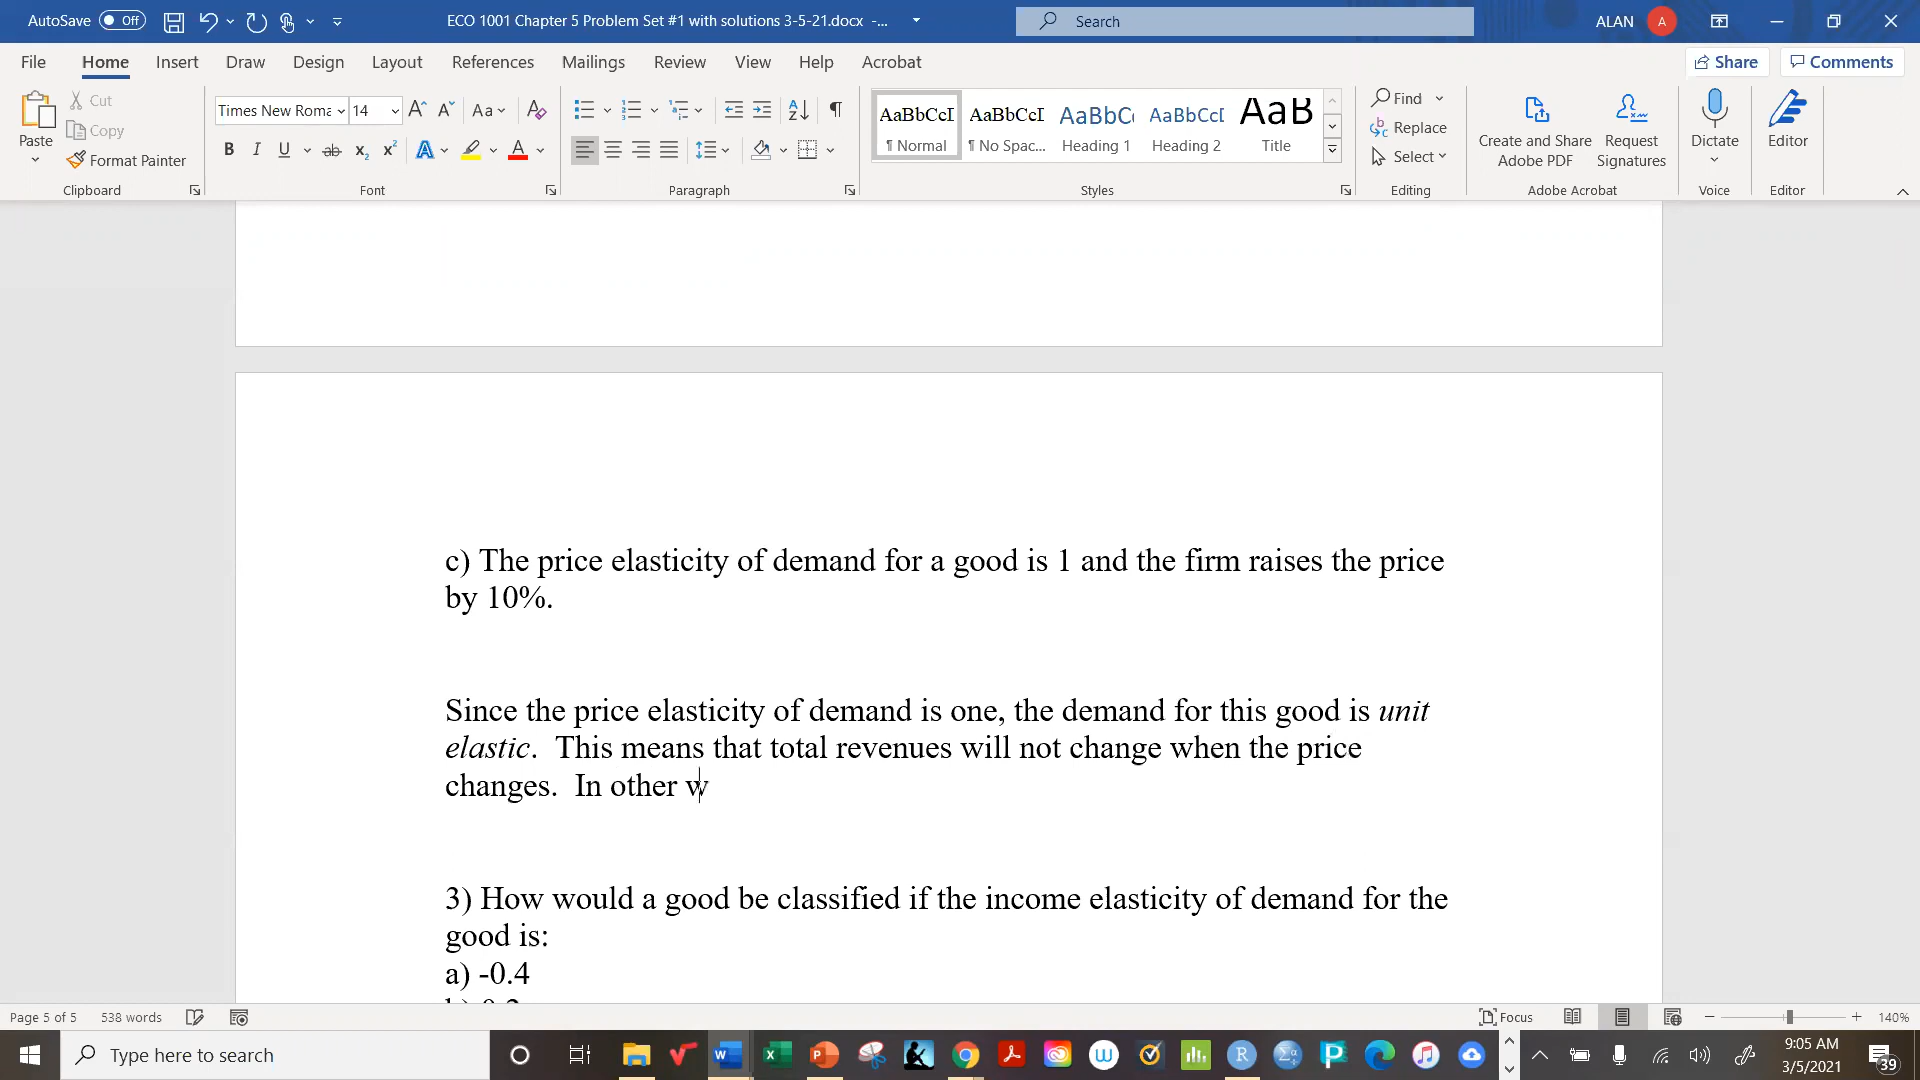 AutoSave Off ECO 1001 Chapter 5 Problem Set #1 with solutions 3-5-21.docx -... Search ALAN A
File Home Insert Draw Design Layout References Mailings Review View Help Acrobat Share Comments
Paste Cut Copy Format Painter
Times New Roma 14
AaBbCcI AaBbCcI AaBbC( AaBbCcI AaB
¶ Normal ¶ No Spac... Heading 1 Heading 2 Title
Find Replace Select
Create and Share Adobe PDF Request Signatures
Dictate Editor
Clipboard Font Paragraph Styles Editing Adobe Acrobat Voice Editor
c) The price elasticity of demand for a good is 1 and the firm raises the price
by 10%.
Since the price elasticity of demand is one, the demand for this good is unit
elastic.  This means that total revenues will not change when the price
changes.  In other w
3) How would a good be classified if the income elasticity of demand for the
good is:
a) -0.4
Page 5 of 5 538 words Focus 140%
Type here to search 9:05 AM
3/5/2021 39